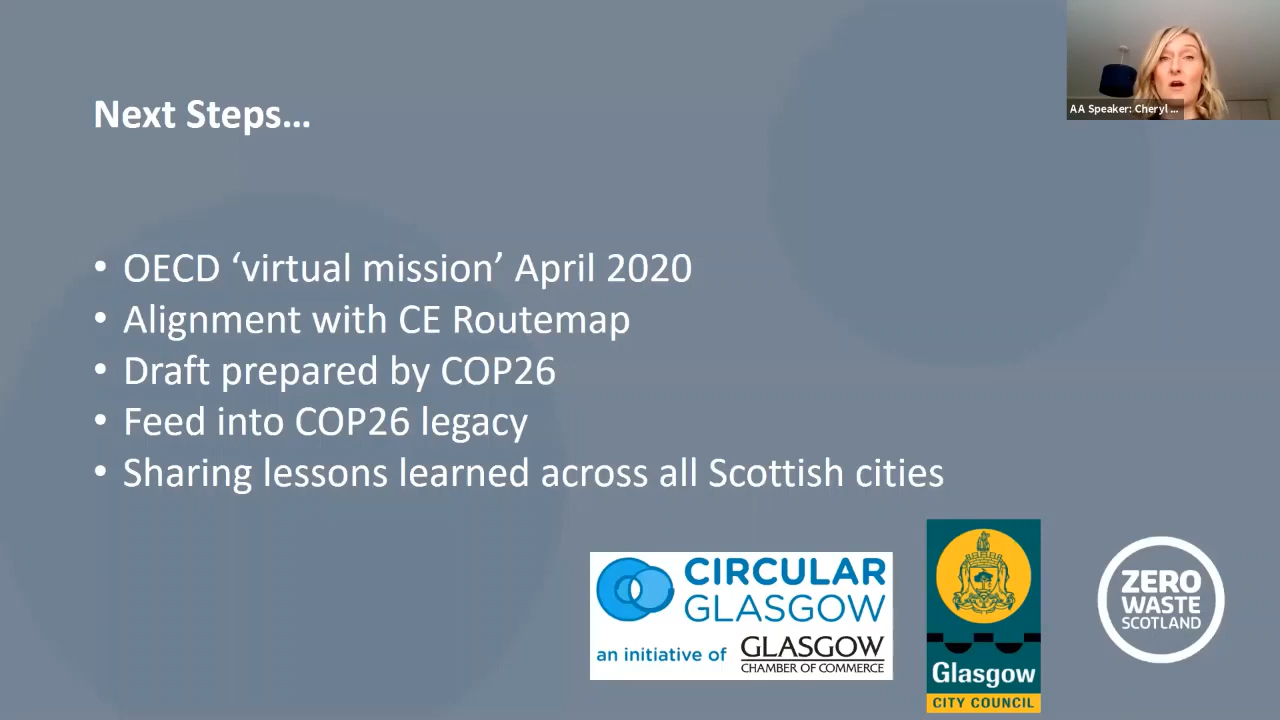 AA Speaker: Cheryl ...
Next Steps…
• OECD ‘virtual mission’ April 2020
• Alignment with CE Routemap
• Draft prepared by COP26
• Feed into COP26 legacy
• Sharing lessons learned across all Scottish cities
CIRCULAR
GLASGOW
an initiative of GLASGOW
CHAMBER OF COMMERCE
Glasgow
CITY COUNCIL
ZERO
WASTE
SCOTLAND